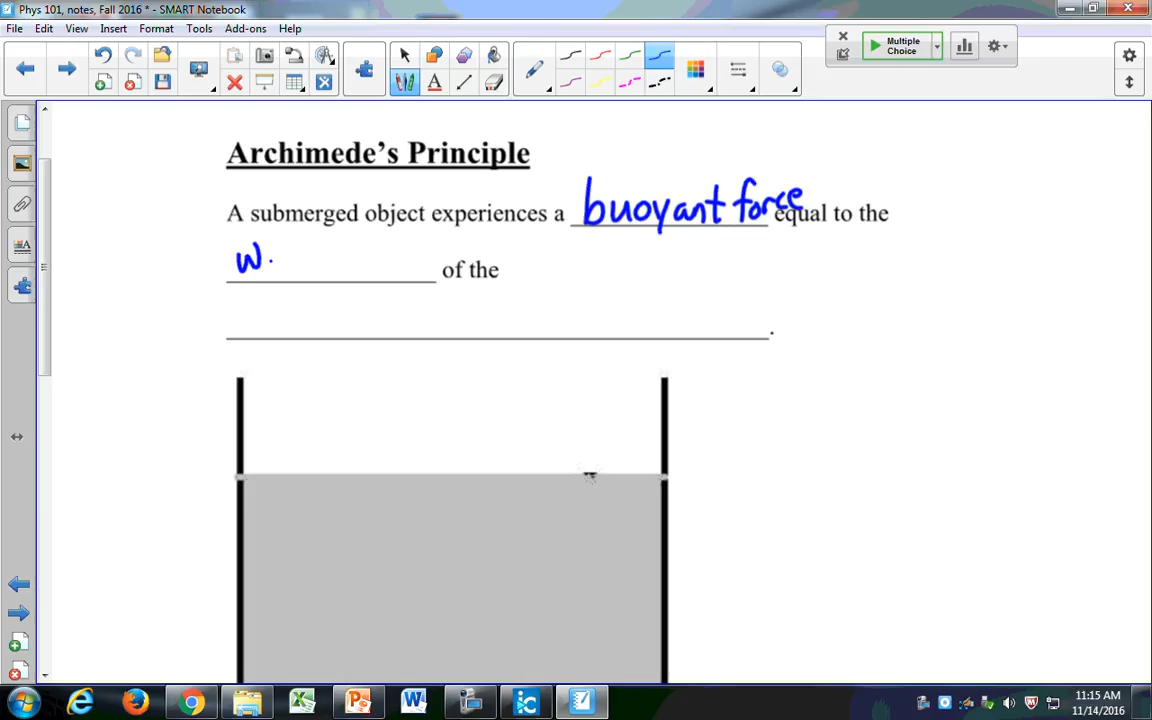 Phys 101, notes, Fall 2016 * - SMART Notebook
File Edit View Insert Format Tools Add-ons Help
Multiple
Choice
Archimede's Principle
A submerged object experiences a buoyant force equal to the
w. of the
.
11:15 AM
11/14/2016